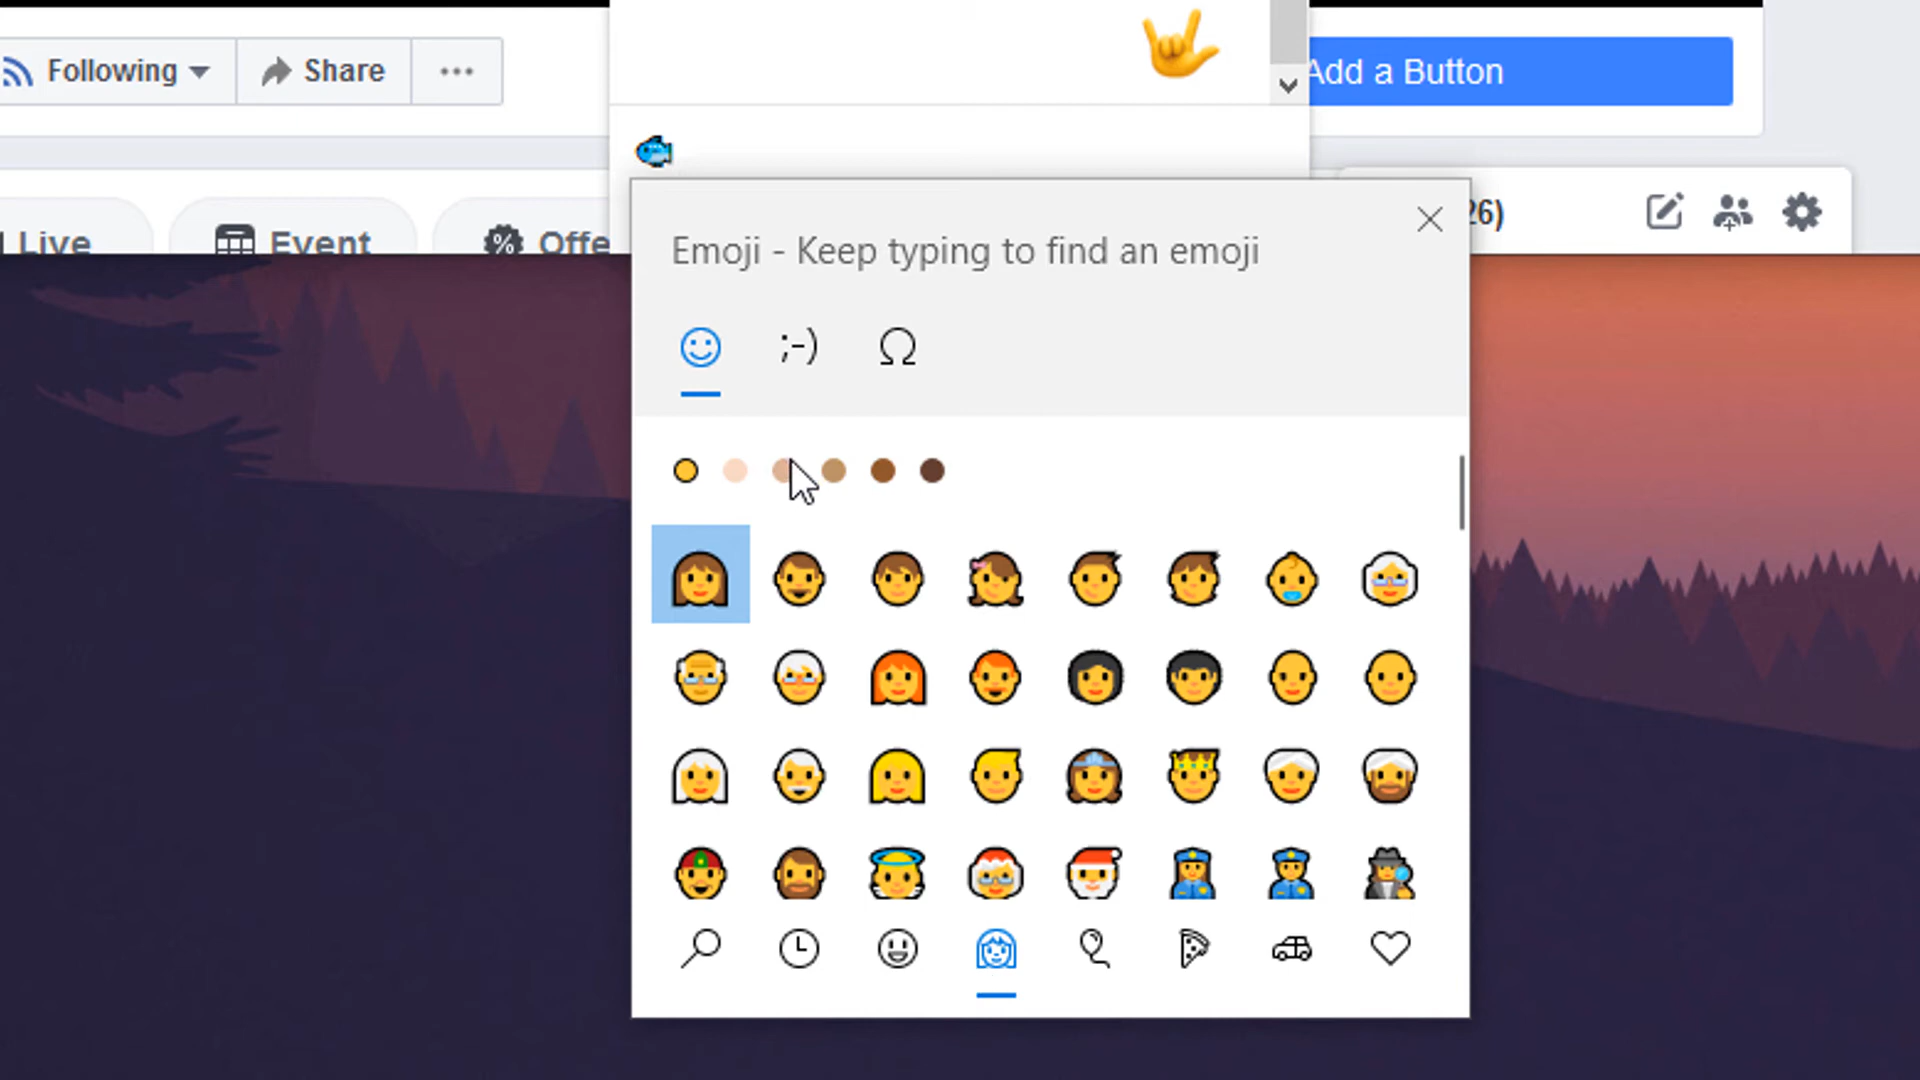 Following
Share
Add a Button
Live
Event
Offe
26)
Emoji - Keep typing to find an emoji
;-)
Ω